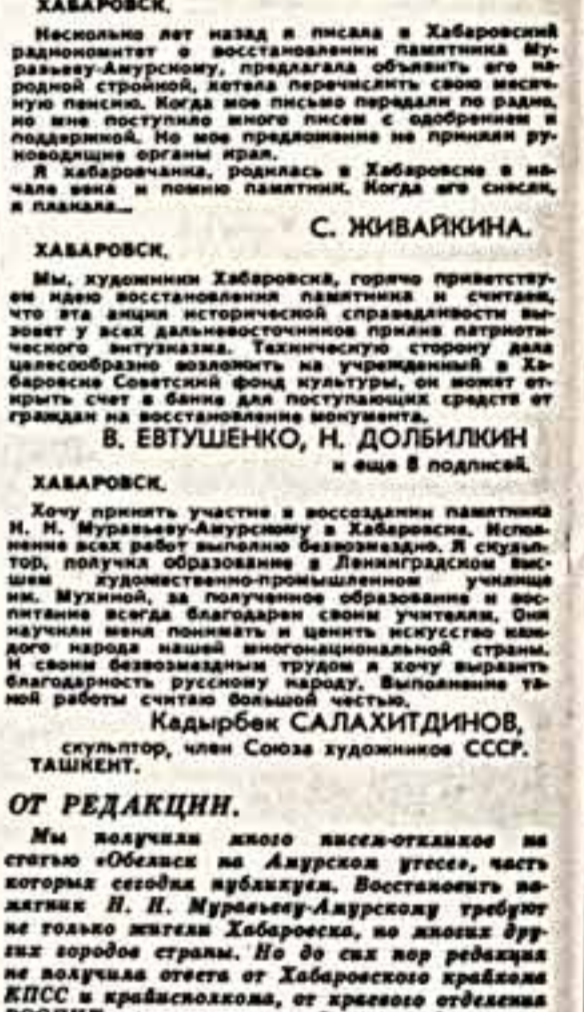 ХАБАРОВСК.
Несколько лет назад я писала в Хабаровский
радиокомитет о восстановлении памятника Му-
равьеву-Амурскому, предлагала объявить его на-
родной стройкой, хотела перечислить свою месяч-
ную пенсию. Когда мое письмо передали по радио,
ко мне поступило много писем с одобрением и
поддержкой. Но мое предложение не приняли ру-
ководящие органы края.
Я хабаровчанка, родилась в Хабаровске в на-
чале века и помню памятник. Когда его снесли,
я плакала...
С. ЖИВАЙКИНА.
ХАБАРОВСК.
Мы, художники Хабаровска, горячо приветству-
ем идею восстановления памятника и считаем,
что эта акция исторической справедливости вы-
зовет у всех дальневосточников прилив патриоти-
ческого энтузиазма. Техническую сторону дела
целесообразно возложить на учрежденный в Ха-
баровске Советский фонд культуры, он может от-
крыть счет в банке для поступающих средств от
граждан на восстановление монумента.
В. ЕВТУШЕНКО, Н. ДОЛБИЛКИН
и еще 8 подписей.
ХАБАРОВСК.
Хочу принять участие в воссоздании памятника
Н. Н. Муравьеву-Амурскому в Хабаровске. Испол-
нение всех работ выполню безвозмездно. Я скульп-
тор, получил образование в Ленинградском выс-
шем художественно-промышленном училище
им. Мухиной, за полученное образование и вос-
питание всегда благодарен своим учителям. Они
научили меня понимать и ценить искусство каж-
дого народа нашей многонациональной страны.
И своим безвозмездным трудом я хочу выразить
благодарность русскому народу. Выполнение та-
кой работы считаю большой честью.
Кадырбек САЛАХИТДИНОВ,
скульптор, член Союза художников СССР.
ТАШКЕНТ.
ОТ РЕДАКЦИИ.
Мы получили много писем-откликов на
статью «Обелиск на Амурском утесе», часть
которых сегодня публикуем. Восстановить па-
мятник Н. Н. Муравьеву-Амурскому требуют
не только жители Хабаровска, но многих дру-
гих городов страны. Но до сих пор редакция
не получила ответа от Хабаровского крайкома
КПСС и крайисполкома, от краевого отделения